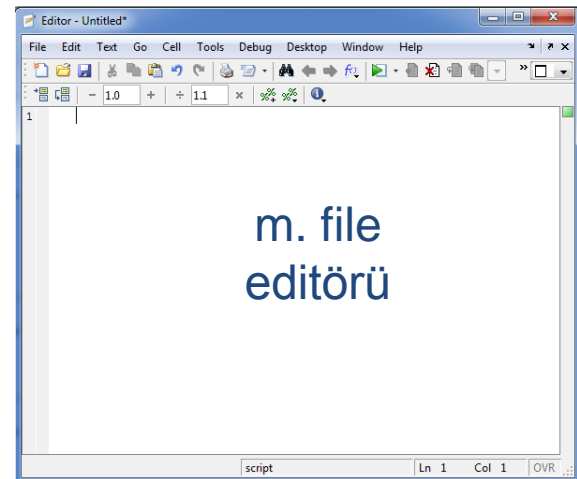 Editor - Untitled*
File Edit Text Go Cell Tools Debug Desktop Window Help
− 1.0 + ÷ 1.1 ×
1
m. file
editörü
script Ln 1 Col 1 OVR